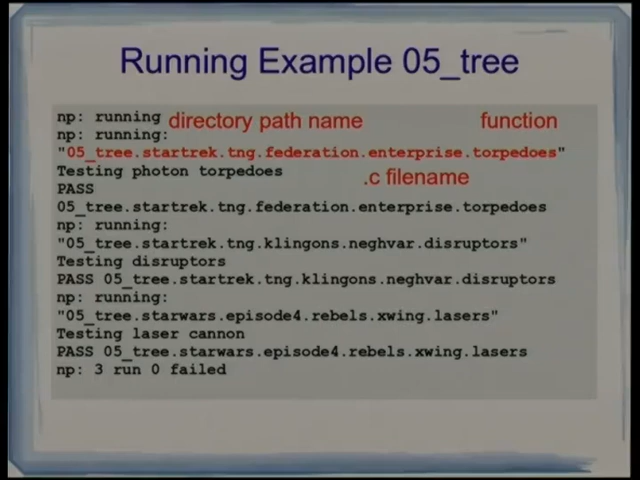 Running Example 05_tree
np: running
directory path name
function
np: running:
"05_tree.startrek.tng.federation.enterprise.torpedoes"
Testing photon torpedoes
.c filename
PASS
05_tree.startrek.tng.federation.enterprise.torpedoes
np: running:
"05_tree.startrek.tng.klingons.neghvar.disruptors"
Testing disruptors
PASS 05_tree.startrek.tng.klingons.neghvar.disruptors
np: running:
"05_tree.starwars.episode4.rebels.xwing.lasers"
Testing laser cannon
PASS 05_tree.starwars.episode4.rebels.xwing.lasers
np: 3 run 0 failed